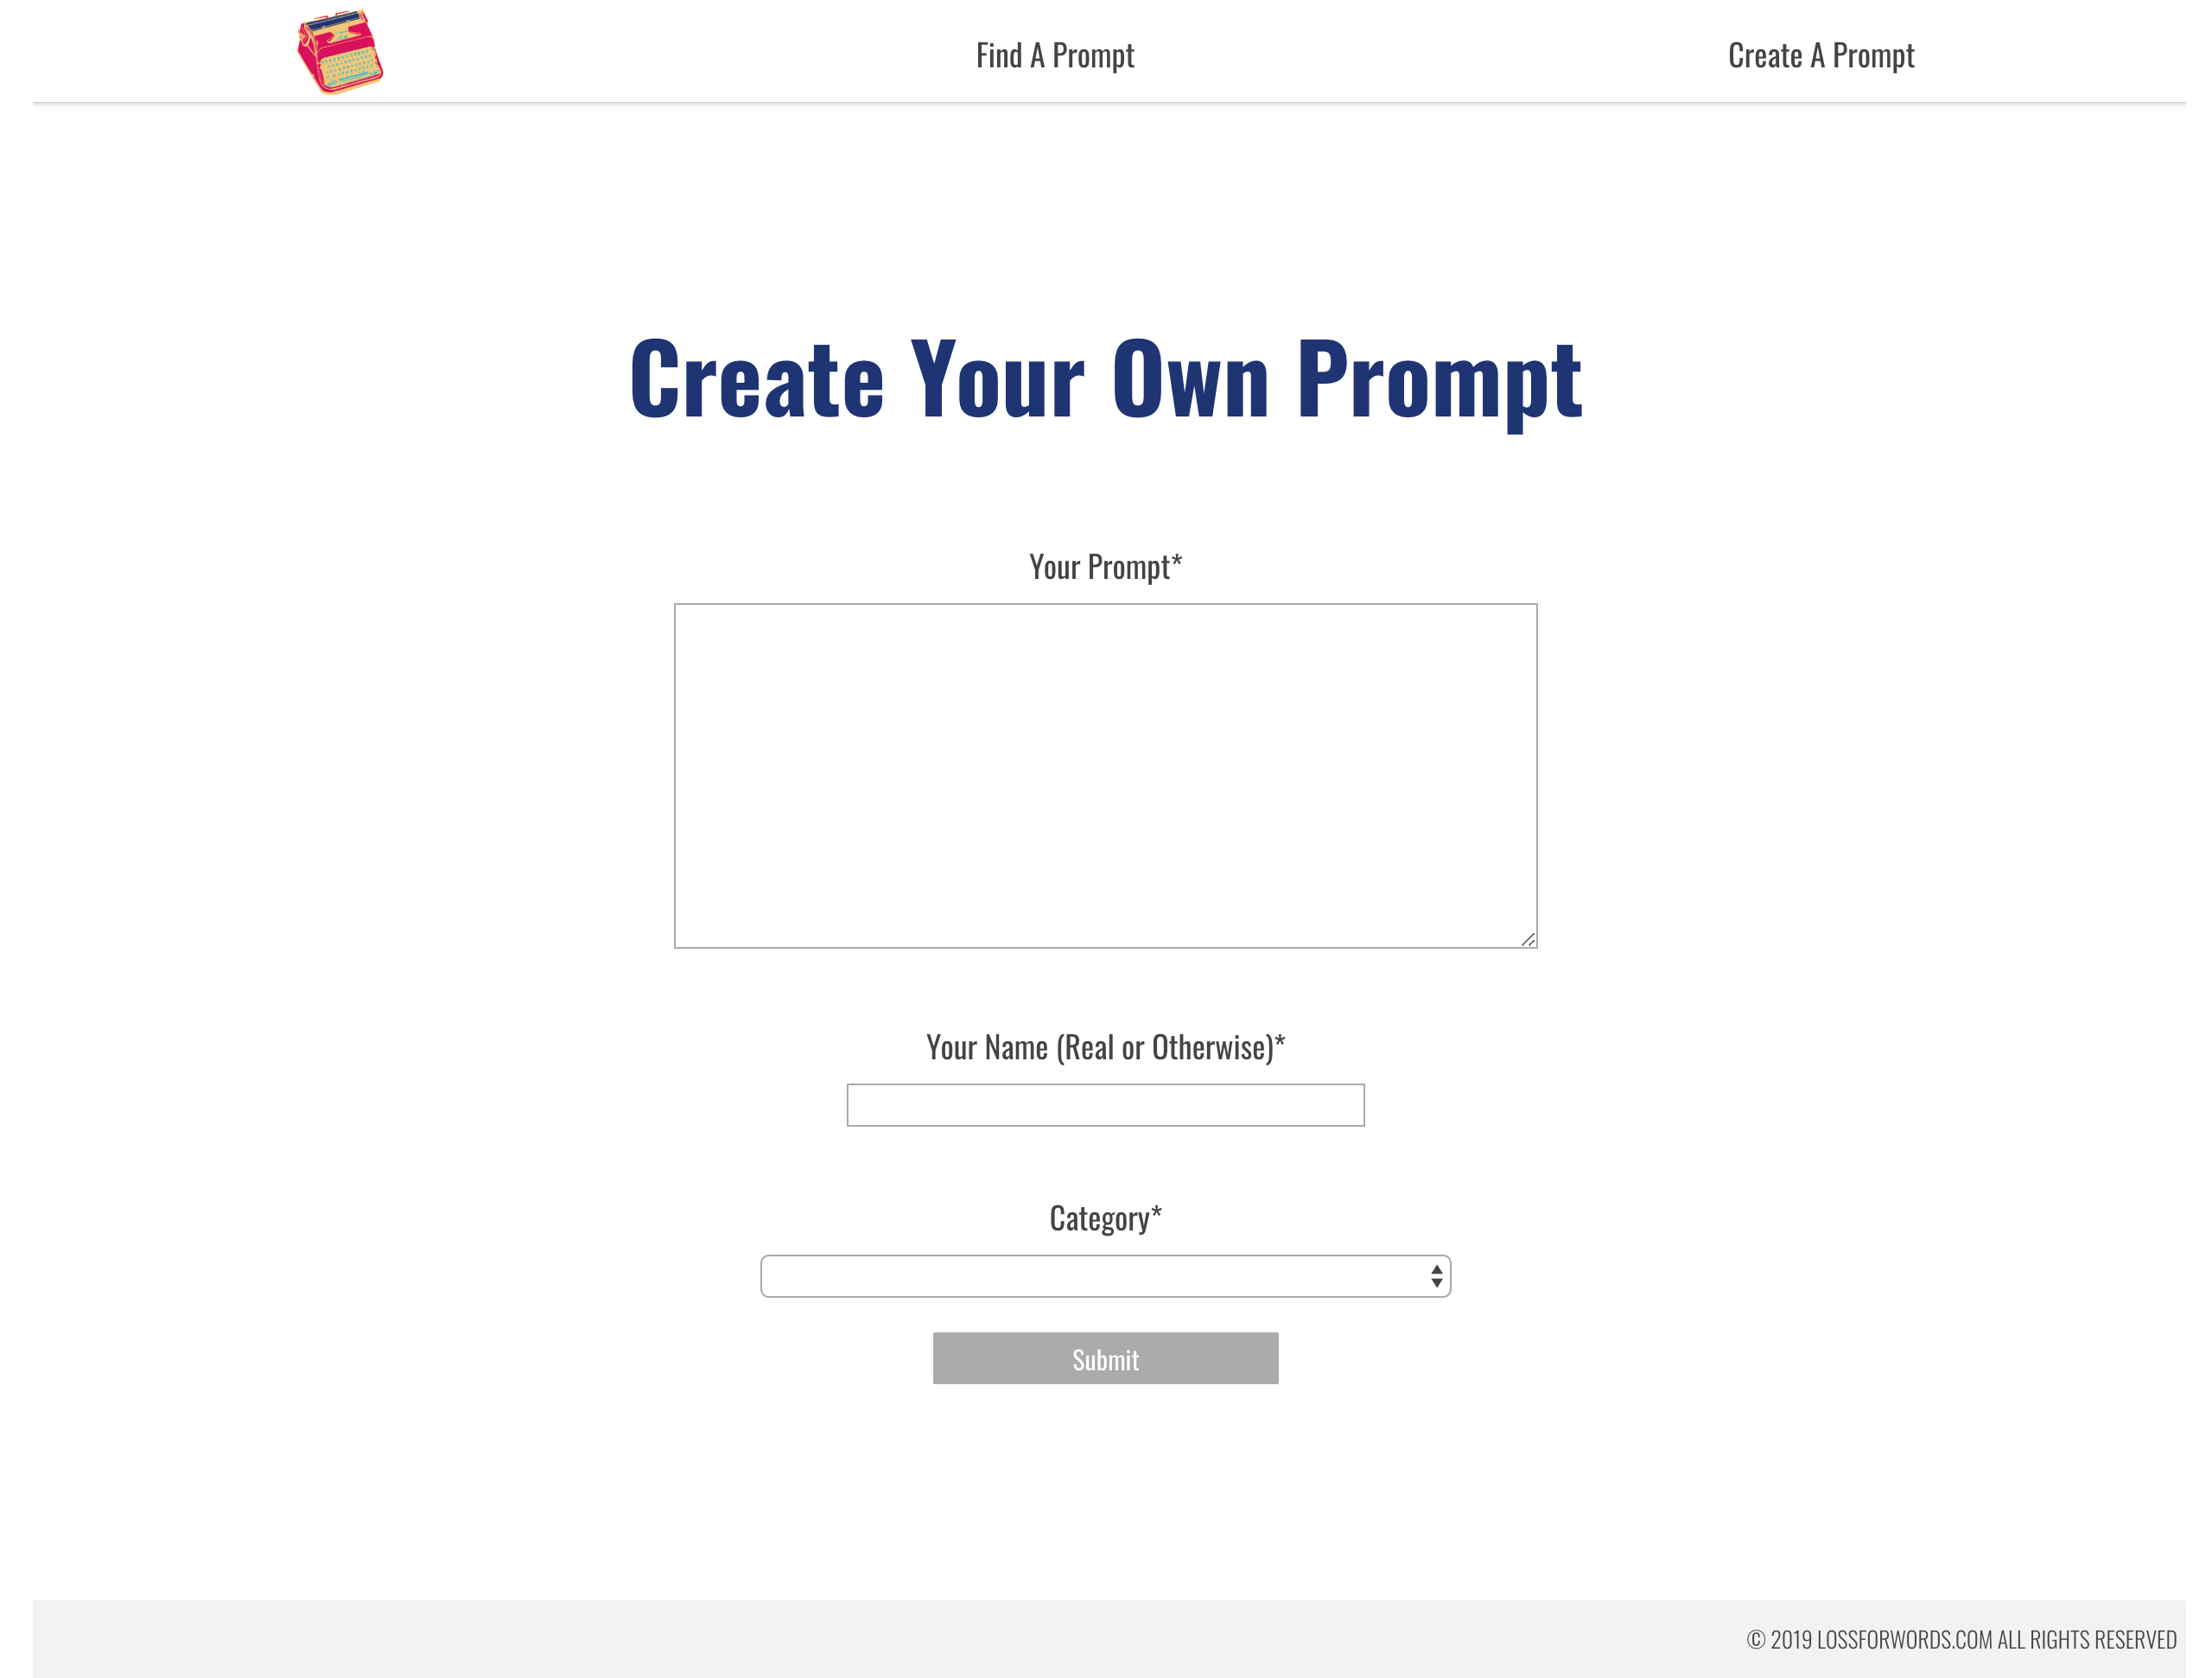 Find A Prompt
Create A Prompt
Create Your Own Prompt
Your Prompt*
Your Name (Real or Otherwise)*
Category*
Submit
© 2019 LOSSFORWORDS.COM ALL RIGHTS RESERVED